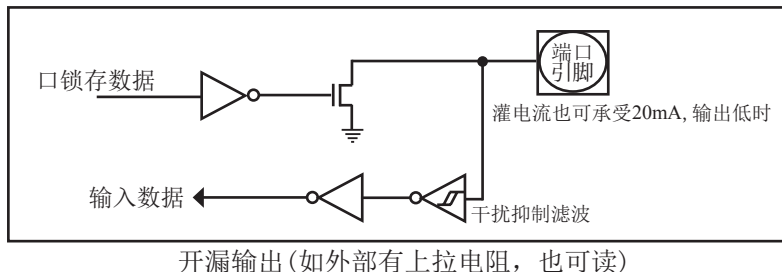 口锁存数据
端口
引脚
灌电流也可承受20mA, 输出低时
输入数据
干扰抑制滤波
开漏输出(如外部有上拉电阻，也可读)